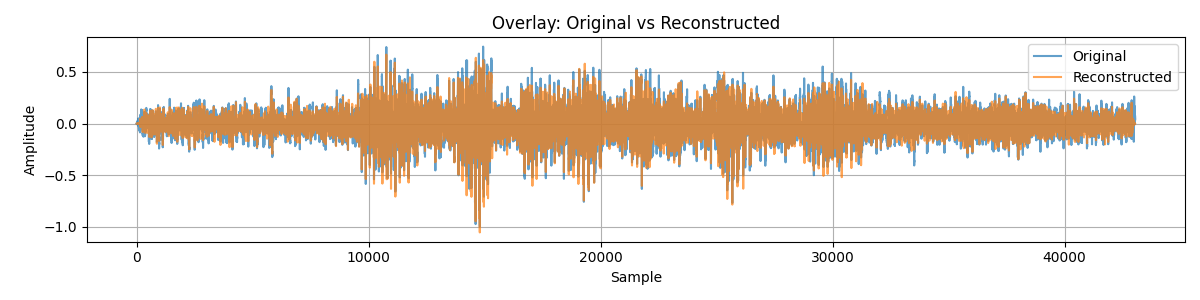 Overlay: Original vs Reconstructed
Original
Reconstructed
Amplitude
0.5
0.0
−0.5
−1.0
0 10000 20000 30000 40000
Sample